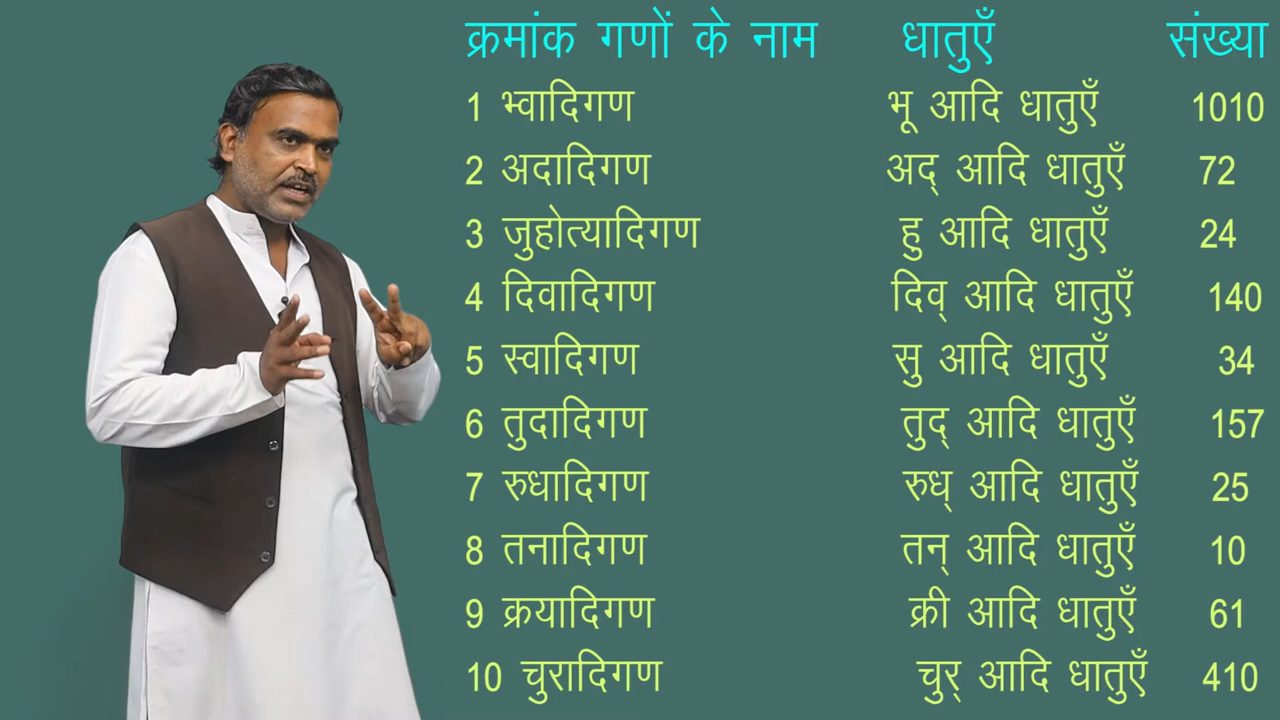 क्रमांक गणों के नाम धातुएँ संख्या
1 भ्वादिगण भू आदि धातुएँ 1010
2 अदादिगण अद् आदि धातुएँ 72
3 जुहोत्यादिगण हु आदि धातुएँ 24
4 दिवादिगण दिव् आदि धातुएँ 140
5 स्वादिगण सु आदि धातुएँ 34
6 तुदादिगण तुद् आदि धातुएँ 157
7 रुधादिगण रुध् आदि धातुएँ 25
8 तनादिगण तन् आदि धातुएँ 10
9 क्रयादिगण क्री आदि धातुएँ 61
10 चुरादिगण चुर् आदि धातुएँ 410